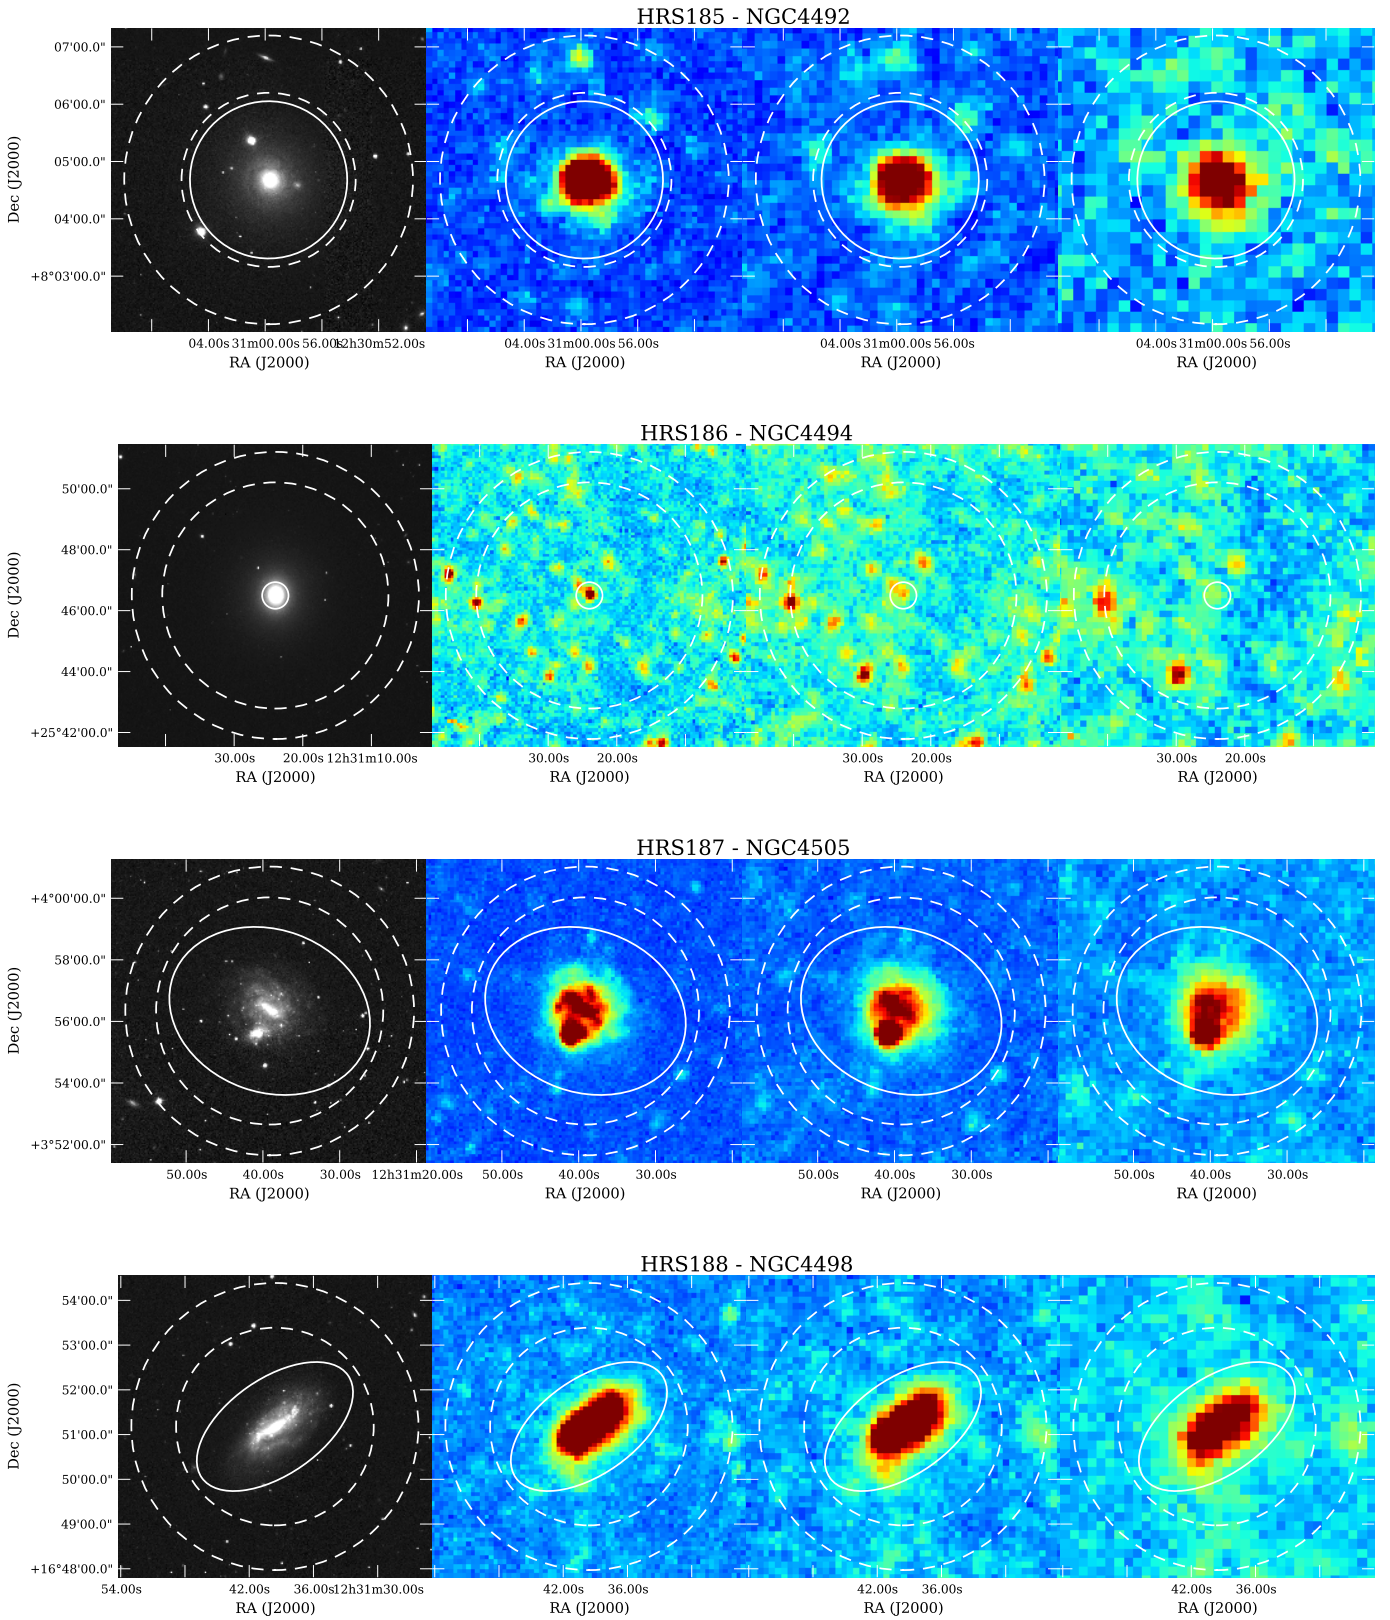 HRS185 - NGC4492
07'00.0"
06'00.0"
05'00.0"
04'00.0"
+8°03'00.0"
Dec (J2000)
04.00s 31m00.00s 56.00s 12h30m52.00s 04.00s 31m00.00s 56.00s 04.00s 31m00.00s 56.00s 04.00s 31m00.00s 56.00s
RA (J2000) RA (J2000) RA (J2000) RA (J2000)
HRS186 - NGC4494
50'00.0"
48'00.0"
46'00.0"
44'00.0"
+25°42'00.0"
Dec (J2000)
30.00s 20.00s 12h31m10.00s 30.00s 20.00s 30.00s 20.00s 30.00s 20.00s
RA (J2000) RA (J2000) RA (J2000) RA (J2000)
HRS187 - NGC4505
+4°00'00.0"
58'00.0"
56'00.0"
54'00.0"
+3°52'00.0"
Dec (J2000)
50.00s 40.00s 30.00s 12h31m20.00s 50.00s 40.00s 30.00s 50.00s 40.00s 30.00s 50.00s 40.00s 30.00s
RA (J2000) RA (J2000) RA (J2000) RA (J2000)
HRS188 - NGC4498
54'00.0"
53'00.0"
52'00.0"
51'00.0"
50'00.0"
49'00.0"
+16°48'00.0"
Dec (J2000)
54.00s 42.00s 36.00s 12h31m30.00s 42.00s 36.00s 42.00s 36.00s 42.00s 36.00s
RA (J2000) RA (J2000) RA (J2000) RA (J2000)